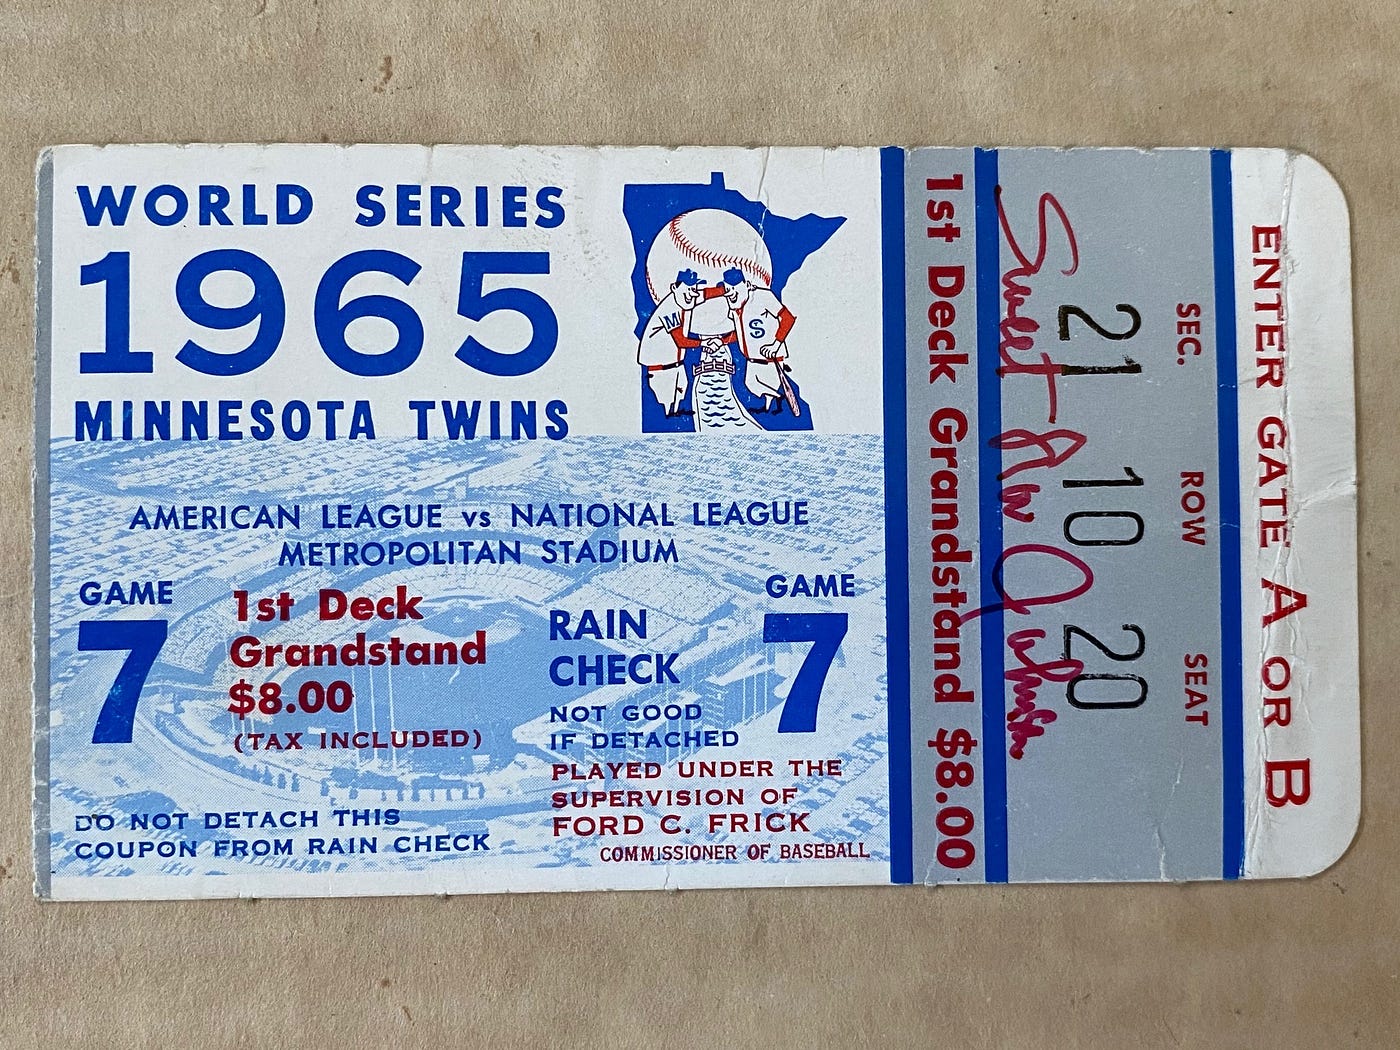 WORLD SERIES
1965
MINNESOTA TWINS
M
AMERICAN LEAGUE vs NATIONAL LEAGUE
METROPOLITAN STADIUM
GAME
7
1st Deck
Grandstand
$8.00
(TAX INCLUDED)
DO NOT DETACH THIS
COUPON FROM RAIN CHECK
RAIN
CHECK
NOT GOOD
IF DETACHED
GAME
7
PLAYED UNDER THE
SUPERVISION OF
FORD C. FRICK
COMMISSIONER OF BASEBALL
1st Deck Grandstand $8.00
Sweet Lou Johnson
21 10 20
SEC. ROW SEAT
ENTER GATE A OR B